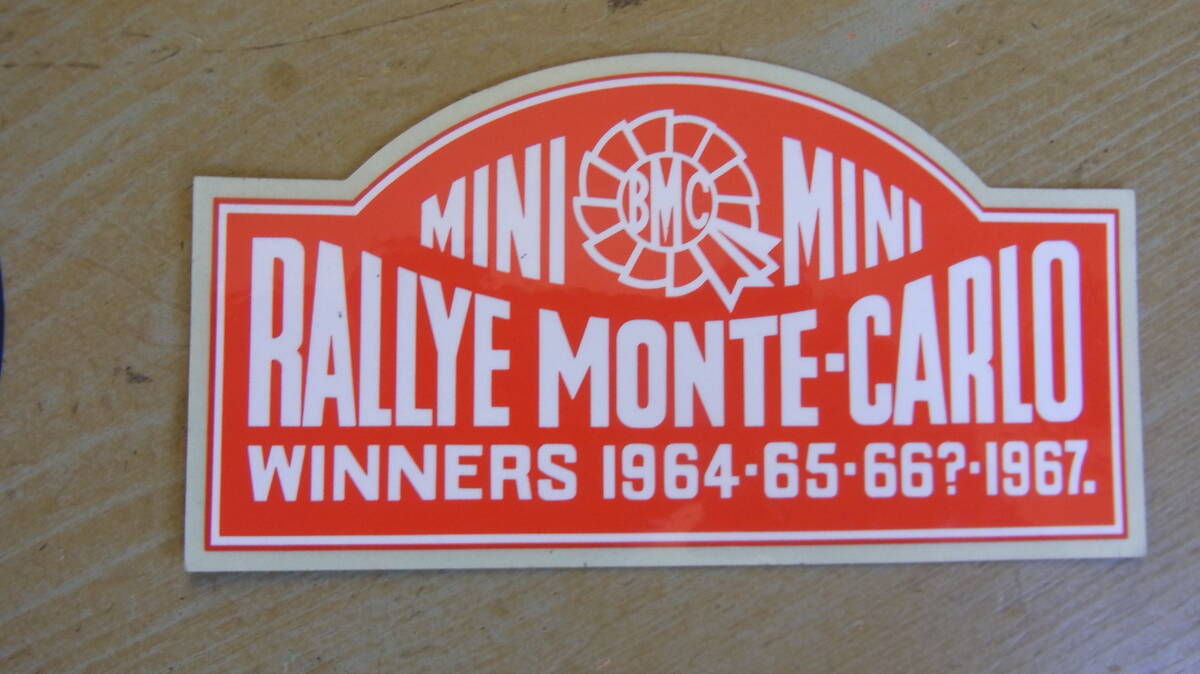 MINI BMC MINI
RALLYE MONTE-CARLO
WINNERS 1964-65-66?-1967.